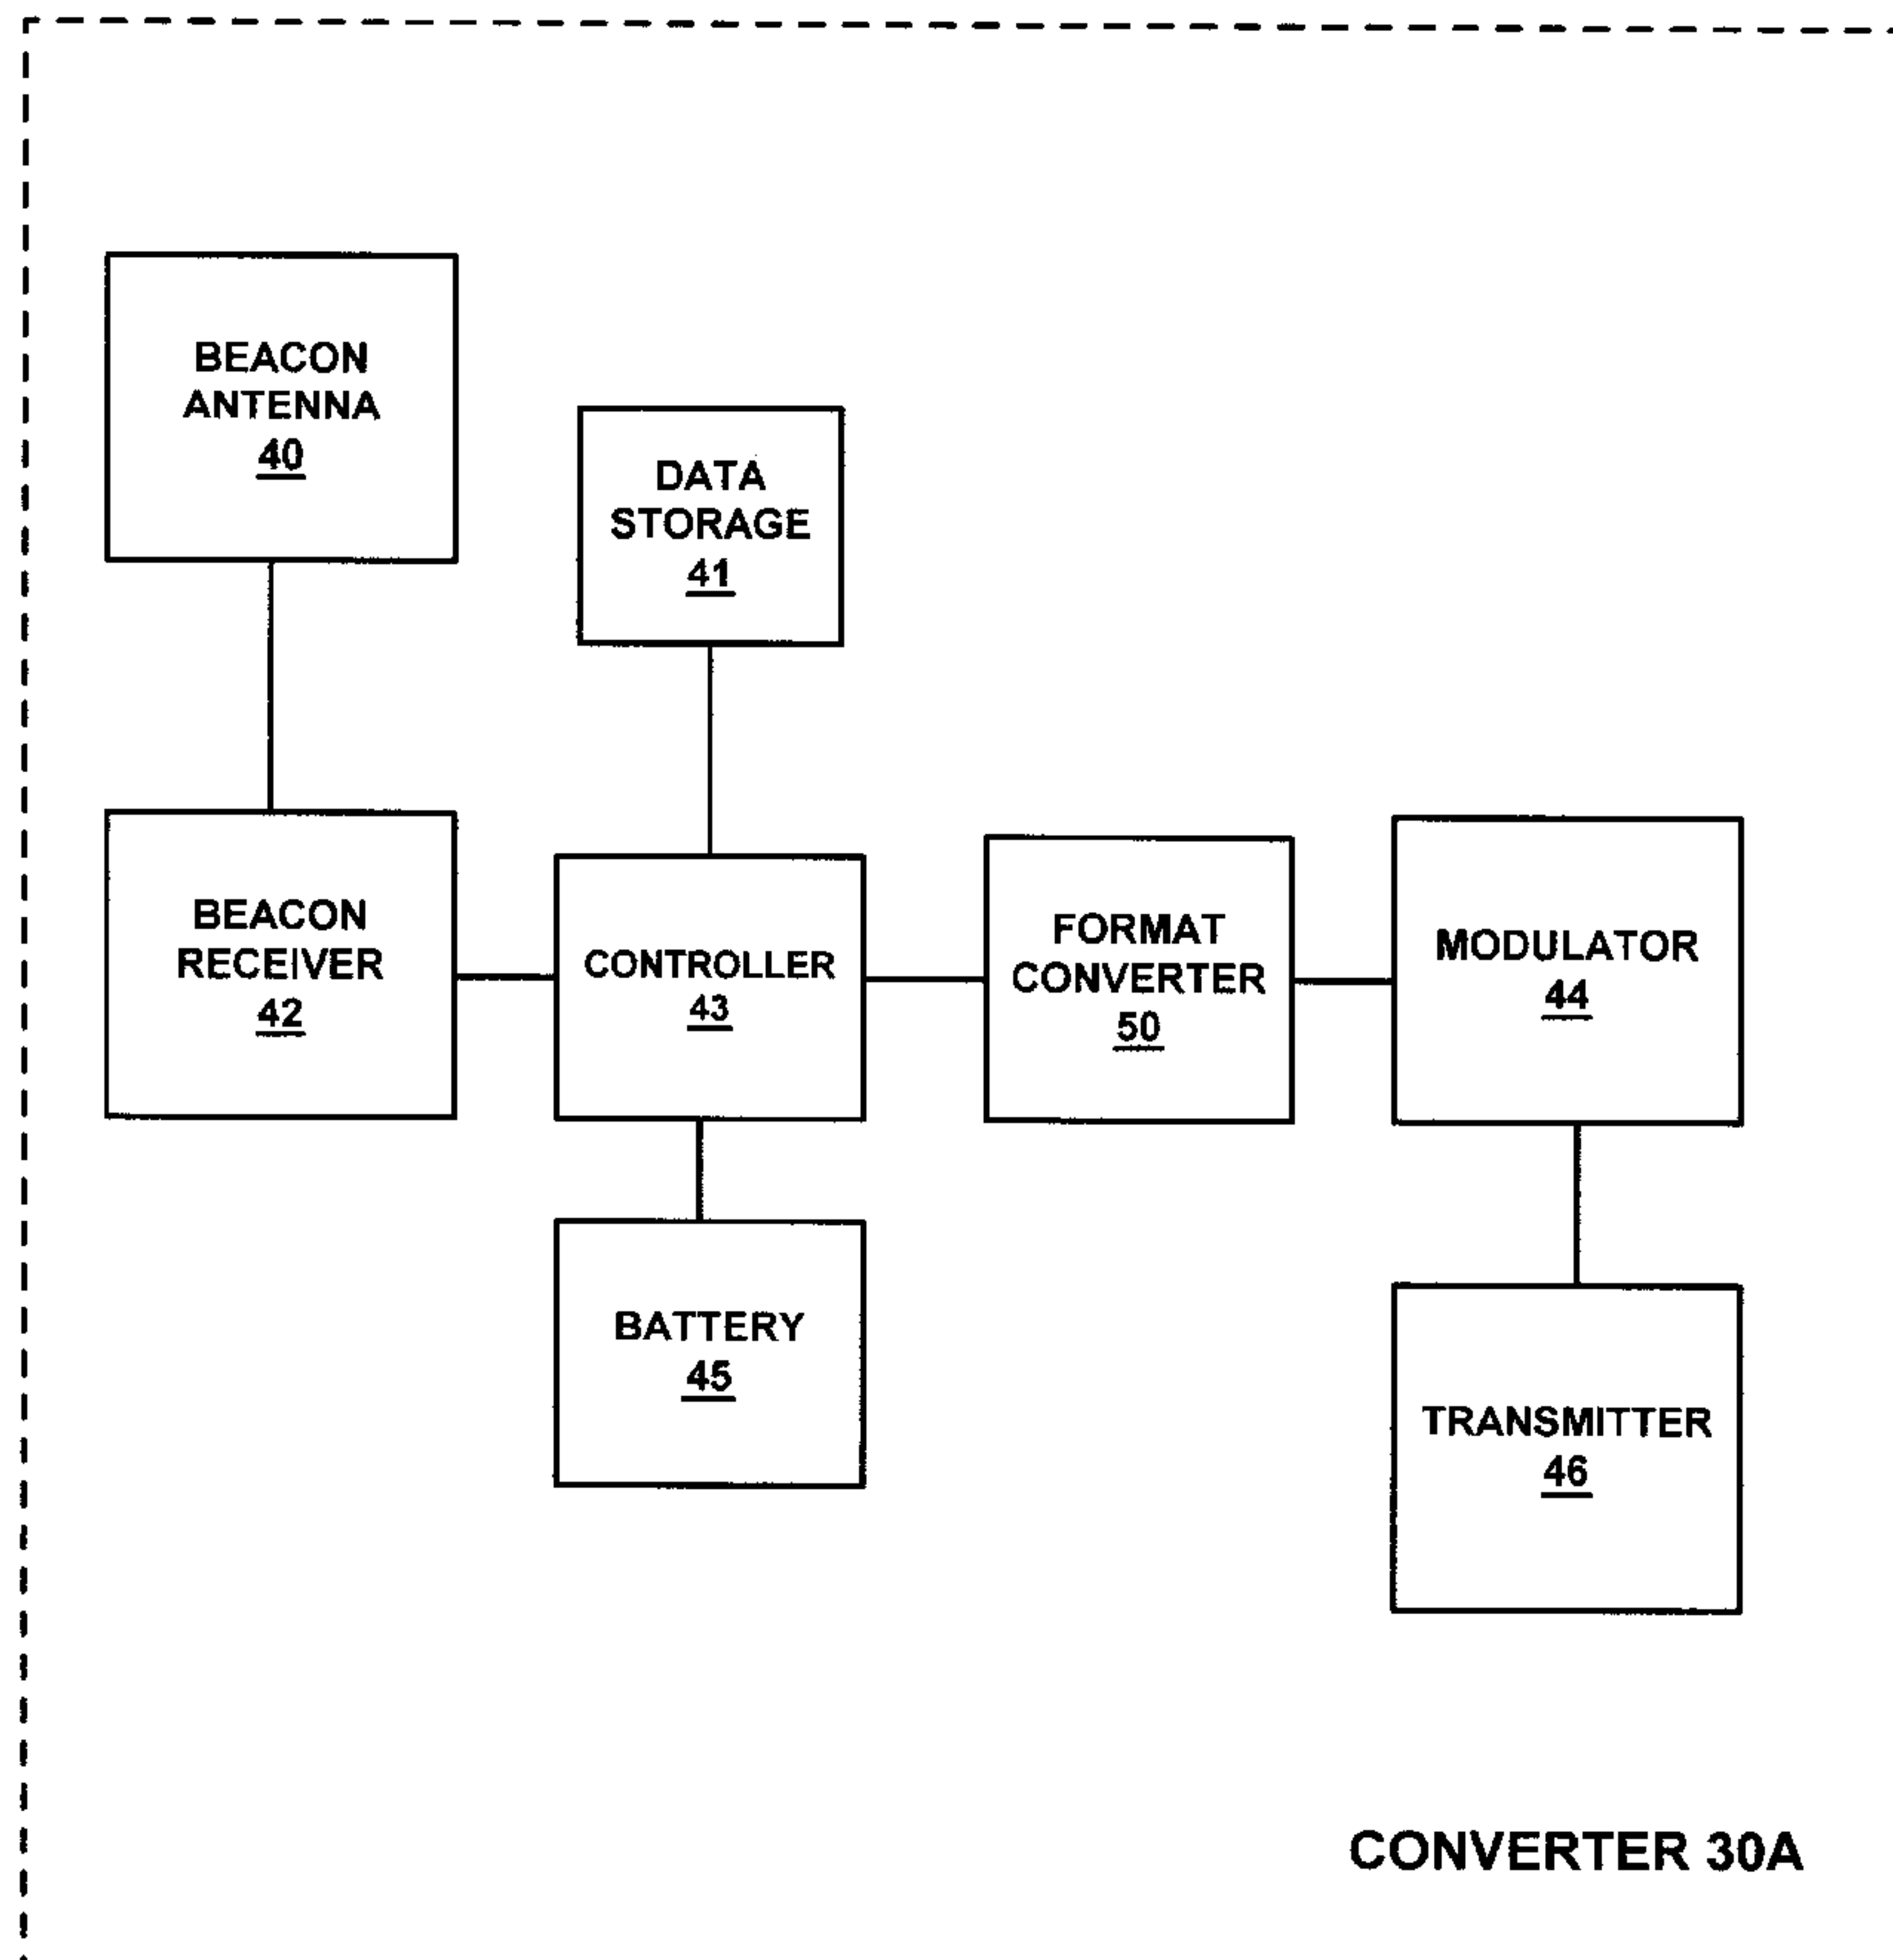 BEACON
ANTENNA
40
DATA
STORAGE
41
BEACON
RECEIVER
42
CONTROLLER
43
FORMAT
CONVERTER
50
MODULATOR
44
BATTERY
45
TRANSMITTER
46
CONVERTER 30A